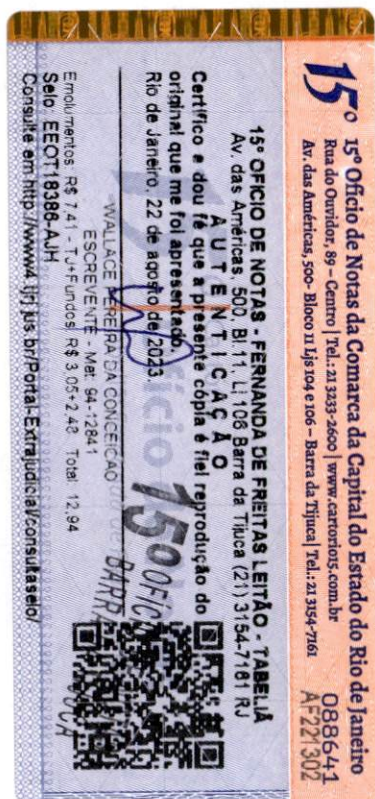 15º 15º Ofício de Notas da Comarca da Capital do Estado do Rio de Janeiro
Rua do Ouvidor, 89 – Centro | Tel.: 21 3233-2600 | www.cartorio15.com.br
Av. das Américas, 500- Bloco 11 Ljs 104 e 106 – Barra da Tijuca | Tel.: 21 3154-7161
088641
AF221302
15º OFÍCIO DE NOTAS - FERNANDA DE FREITAS LEITÃO - TABELIÃ
Av. das Américas, 500, Bl 11, Lj 106 Barra da Tijuca (21) 3154-7161 RJ
AUTENTICAÇÃO
Certifico e dou fé que a presente cópia é fiel reprodução do
original que me foi apresentado.
Rio de Janeiro, 22 de agosto de 2023.
WALLACE PEREIRA DA CONCEICAO
ESCREVENTE - Mat: 94-12841
Emolumentos: R$ 7,41 - TJ+Fundos: R$ 3,05+2,48 Total: 12,94
Selo: EEOT18386-AJH
Consulte em http://www4.tjrj.jus.br/Portal-Extrajudicial/consultaselo/
15º OFÍCIO
BARRA